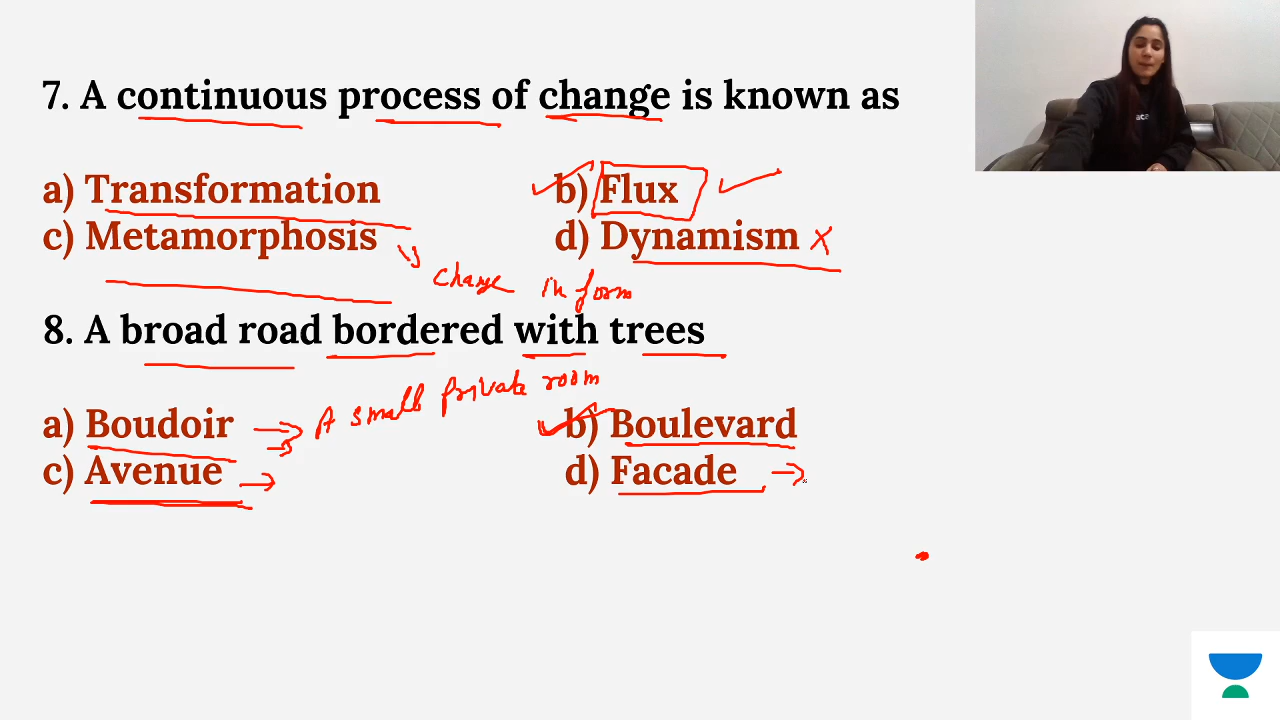 7. A continuous process of change is known as
a) Transformation b) Flux
c) Metamorphosis d) Dynamism x
change in form
8. A broad road bordered with trees
A small private room
a) Boudoir b) Boulevard
c) Avenue d) Facade